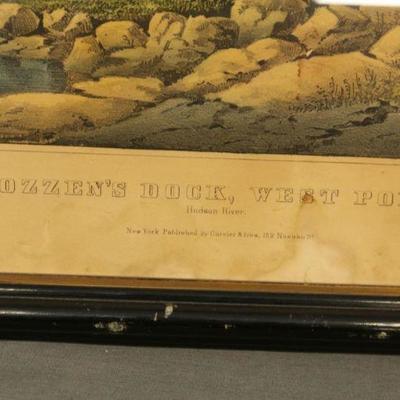 OZZEN'S DOCK, WEST PO
Hudson River.
New York Published by Currier & Ives, 152 Nassau St